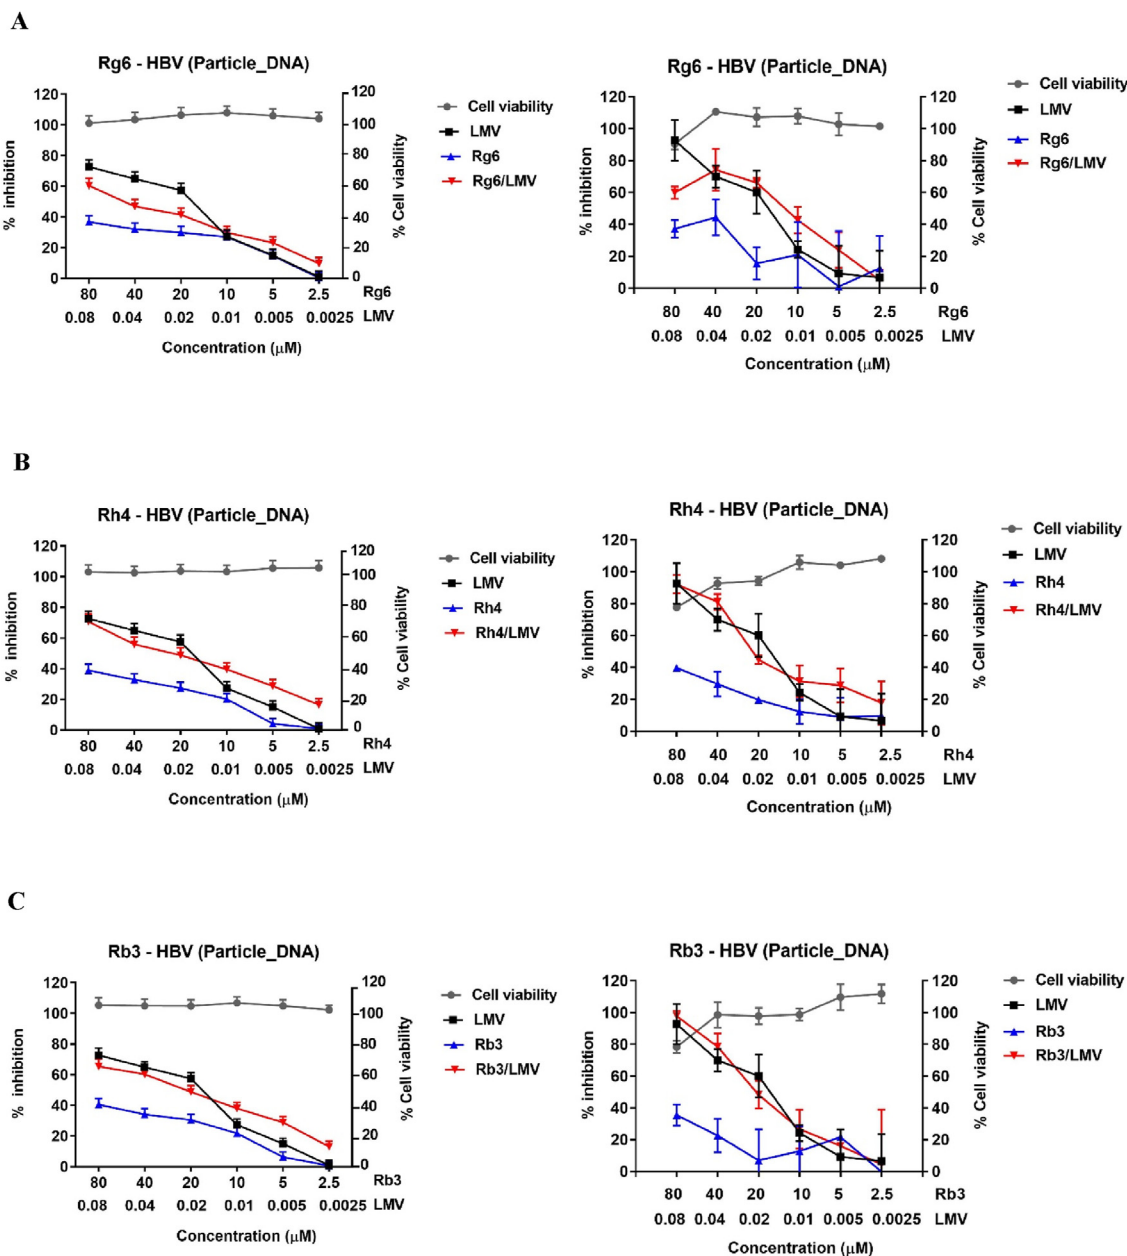 A
Rg6 - HBV (Particle_DNA)
120
100
80
60
40
20
0
% inhibition
120
100
80
60
40
20
0
% Cell viability
80 40 20 10 5 2.5 Rg6
0.08 0.04 0.02 0.01 0.005 0.0025 LMV
Concentration (μM)
Cell viability
LMV
Rg6
Rg6/LMV
Rg6 - HBV (Particle_DNA)
120
100
80
60
40
20
0
% inhibition
120
100
80
60
40
20
0
% Cell viability
80 40 20 10 5 2.5 Rg6
0.08 0.04 0.02 0.01 0.005 0.0025 LMV
Concentration (μM)
Cell viability
LMV
Rg6
Rg6/LMV
B
Rh4 - HBV (Particle_DNA)
120
100
80
60
40
20
0
% inhibition
120
100
80
60
40
20
0
% Cell viability
80 40 20 10 5 2.5 Rh4
0.08 0.04 0.02 0.01 0.005 0.0025 LMV
Concentration (μM)
Cell viability
LMV
Rh4
Rh4/LMV
Rh4 - HBV (Particle_DNA)
120
100
80
60
40
20
0
% inhibition
120
100
80
60
40
20
0
% Cell viability
80 40 20 10 5 2.5 Rh4
0.08 0.04 0.02 0.01 0.005 0.0025 LMV
Concentration (μM)
Cell viability
LMV
Rh4
Rh4/LMV
C
Rb3 - HBV (Particle_DNA)
120
100
80
60
40
20
0
% inhibition
120
100
80
60
40
20
0
% Cell viability
80 40 20 10 5 2.5 Rb3
0.08 0.04 0.02 0.01 0.005 0.0025 LMV
Concentration (μM)
Cell viability
LMV
Rb3
Rb3/LMV
Rb3 - HBV (Particle_DNA)
120
100
80
60
40
20
0
% inhibition
120
100
80
60
40
20
0
% Cell viability
80 40 20 10 5 2.5 Rb3
0.08 0.04 0.02 0.01 0.005 0.0025 LMV
Concentration (μM)
Cell viability
LMV
Rb3
Rb3/LMV